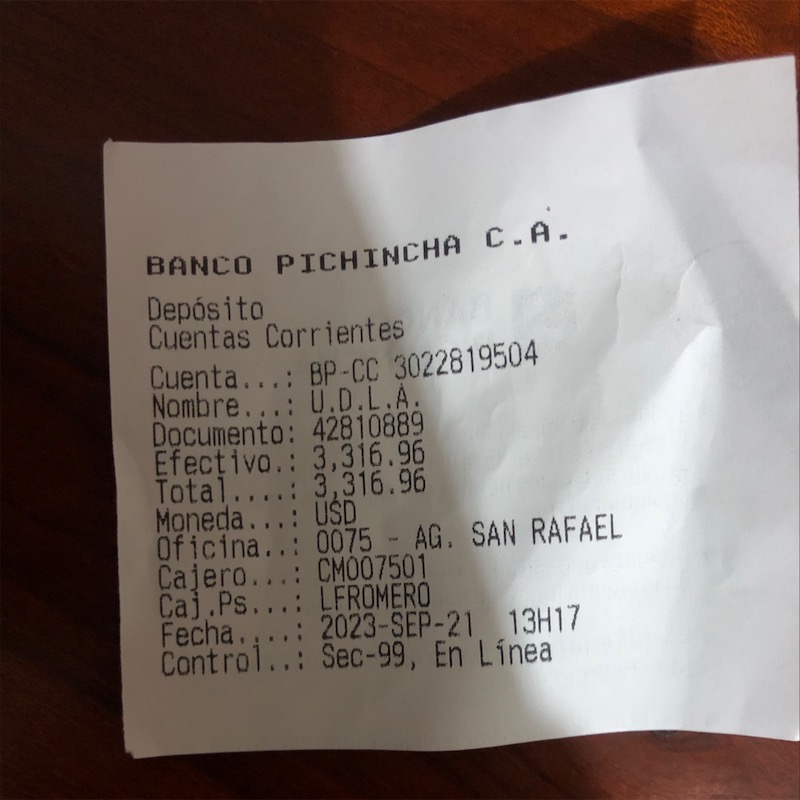 BANCO PICHINCHA C.A.
Depósito
Cuentas Corrientes
Cuenta...: BP-CC 3022819504
Nombre...: U.D.L.A.
Documento: 42810889
Efectivo.: 3,316.96
Total....: 3,316.96
Moneda...: USD
Oficina..: 0075 - AG. SAN RAFAEL
Cajero...: CM007501
Caj.Ps...: LFROMERO
Fecha....: 2023-SEP-21 13H17
Control..: Sec-99, En Línea